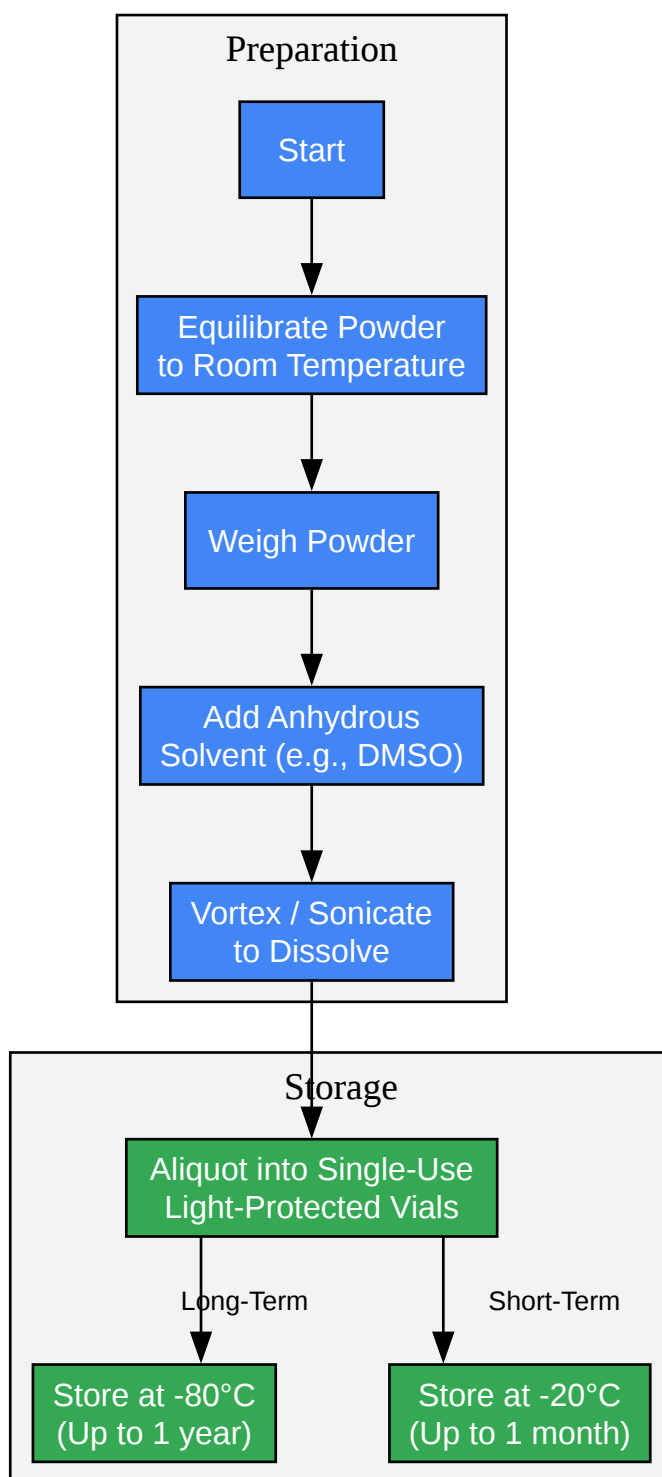 Preparation
Start
Equilibrate Powder
to Room Temperature
Weigh Powder
Add Anhydrous
Solvent (e.g., DMSO)
Vortex / Sonicate
to Dissolve
Storage
Aliquot into Single-Use
Light-Protected Vials
Long-Term
Short-Term
Store at -80°C
(Up to 1 year)
Store at -20°C
(Up to 1 month)